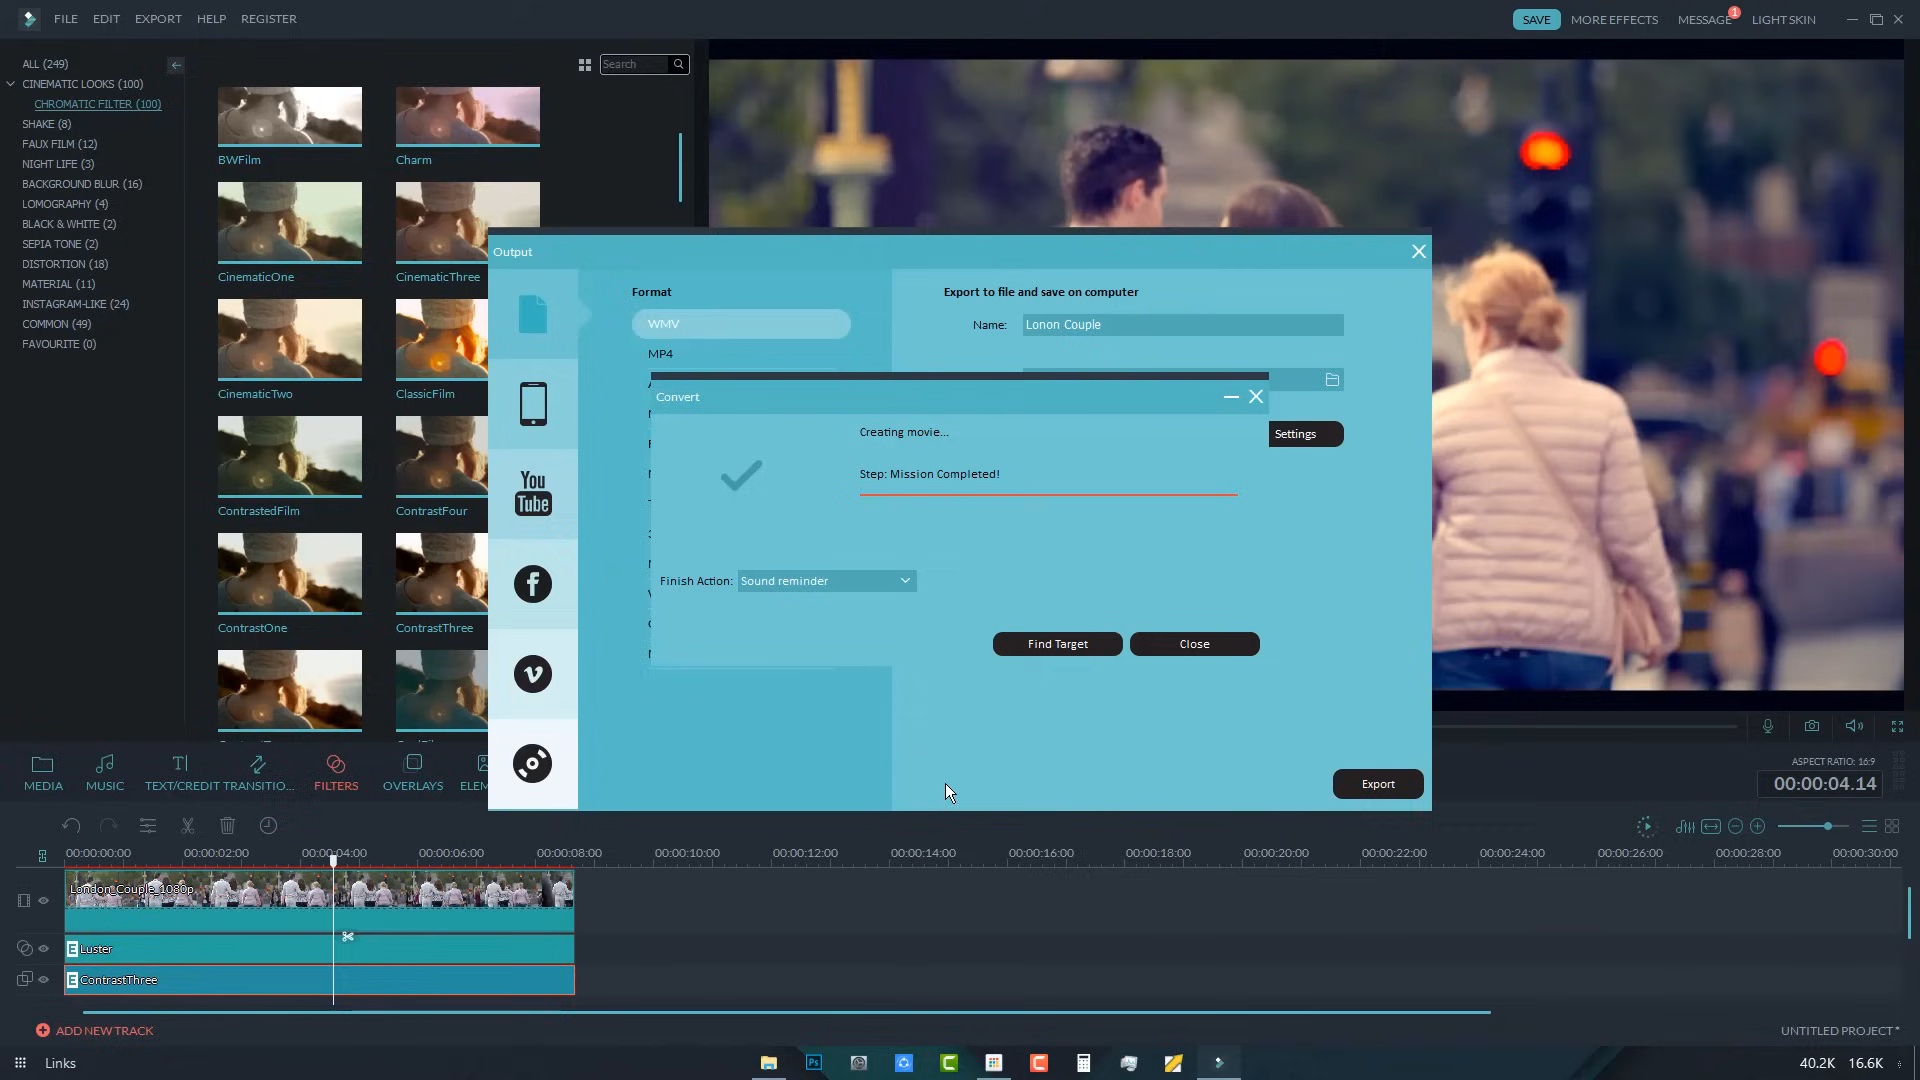 FILE EDIT EXPORT HELP REGISTER
SAVE MORE EFFECTS MESSAGE 1 LIGHT SKIN
ALL (249)
CINEMATIC LOOKS (100)
CHROMATIC FILTER (100)
SHAKE (8)
FAUX FILM (12)
NIGHT LIFE (3)
BACKGROUND BLUR (16)
LOMOGRAPHY (4)
BLACK & WHITE (2)
SEPIA TONE (2)
DISTORTION (18)
MATERIAL (11)
INSTAGRAM-LIKE (24)
COMMON (49)
FAVOURITE (0)
Search
BWFilm Charm
CinematicOne CinematicThree
CinematicTwo ClassicFilm
ContrastedFilm ContrastFour
ContrastOne ContrastThree
Output
Format
WMV
MP4
You
Tube
Export to file and save on computer
Name: Lonon Couple
Settings
Convert
Creating movie...
Step: Mission Completed!
Finish Action: Sound reminder
Find Target Close
Export
MEDIA MUSIC TEXT/CREDIT TRANSITIO... FILTERS OVERLAYS ELEM
ASPECT RATIO: 16:9
00:00:04.14
00:00:00:00 00:00:02:00 00:00:04:00 00:00:06:00 00:00:08:00 00:00:10:00 00:00:12:00 00:00:14:00 00:00:16:00 00:00:18:00 00:00:20:00 00:00:22:00 00:00:24:00 00:00:26:00 00:00:28:00 00:00:30:00
London_Couple_1080p
E Luster
E ContrastThree
ADD NEW TRACK
UNTITLED PROJECT *
Links
Ps
40.2K 16.6K